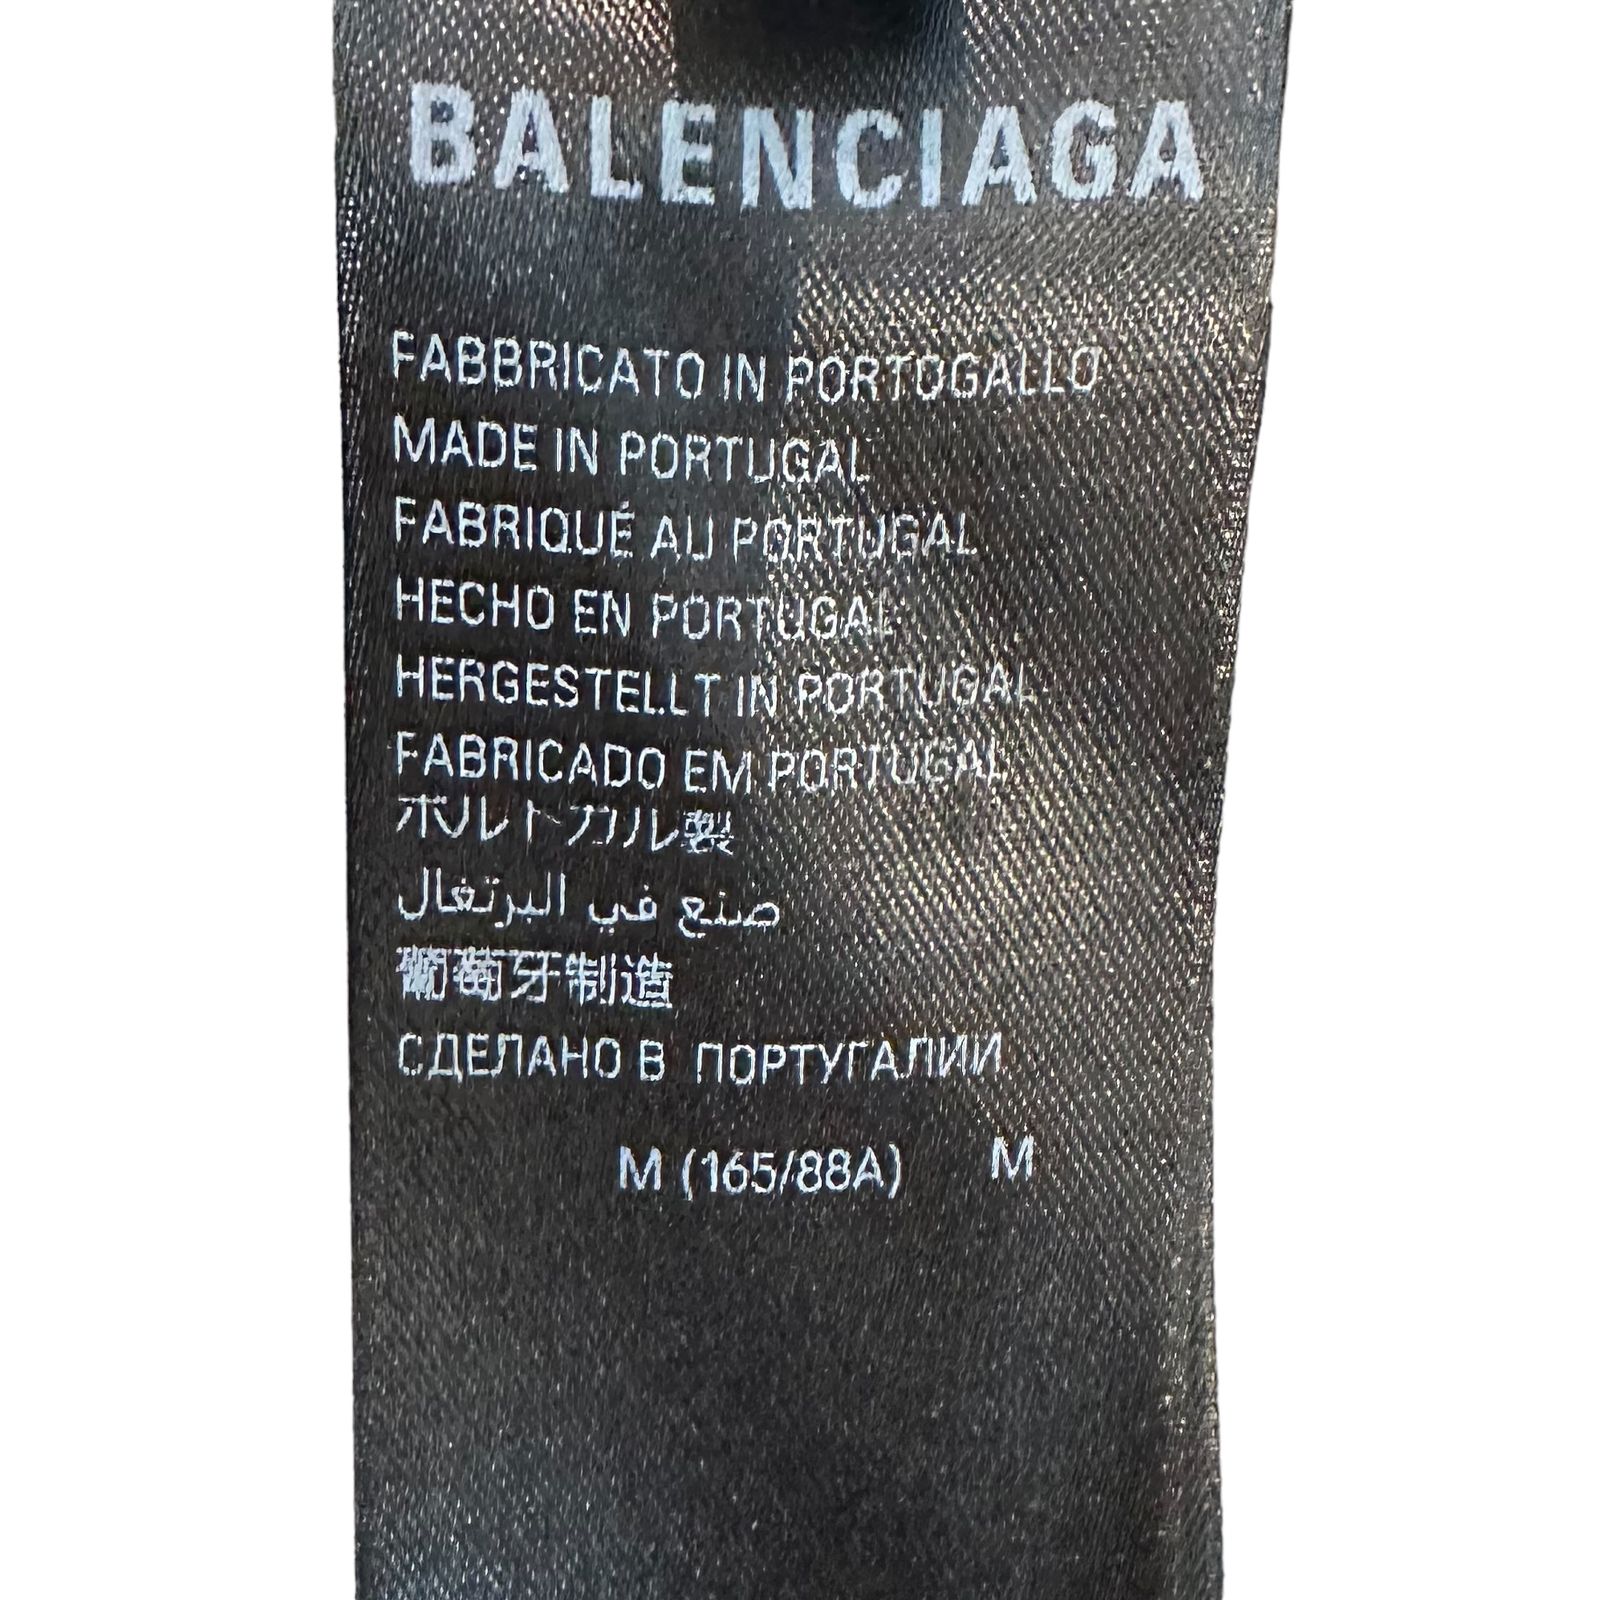 BALENCIAGA
FABBRICATO IN PORTOGALLO
MADE IN PORTUGAL
FABRIQUÉ AU PORTUGAL
HECHO EN PORTUGAL
HERGESTELLT IN PORTUGAL
FABRICADO EM PORTUGAL
ポルトガル製
صنع في البرتغال
葡萄牙制造
СДЕЛАНО В ПОРТУГАЛИИ
M (165/88A) M